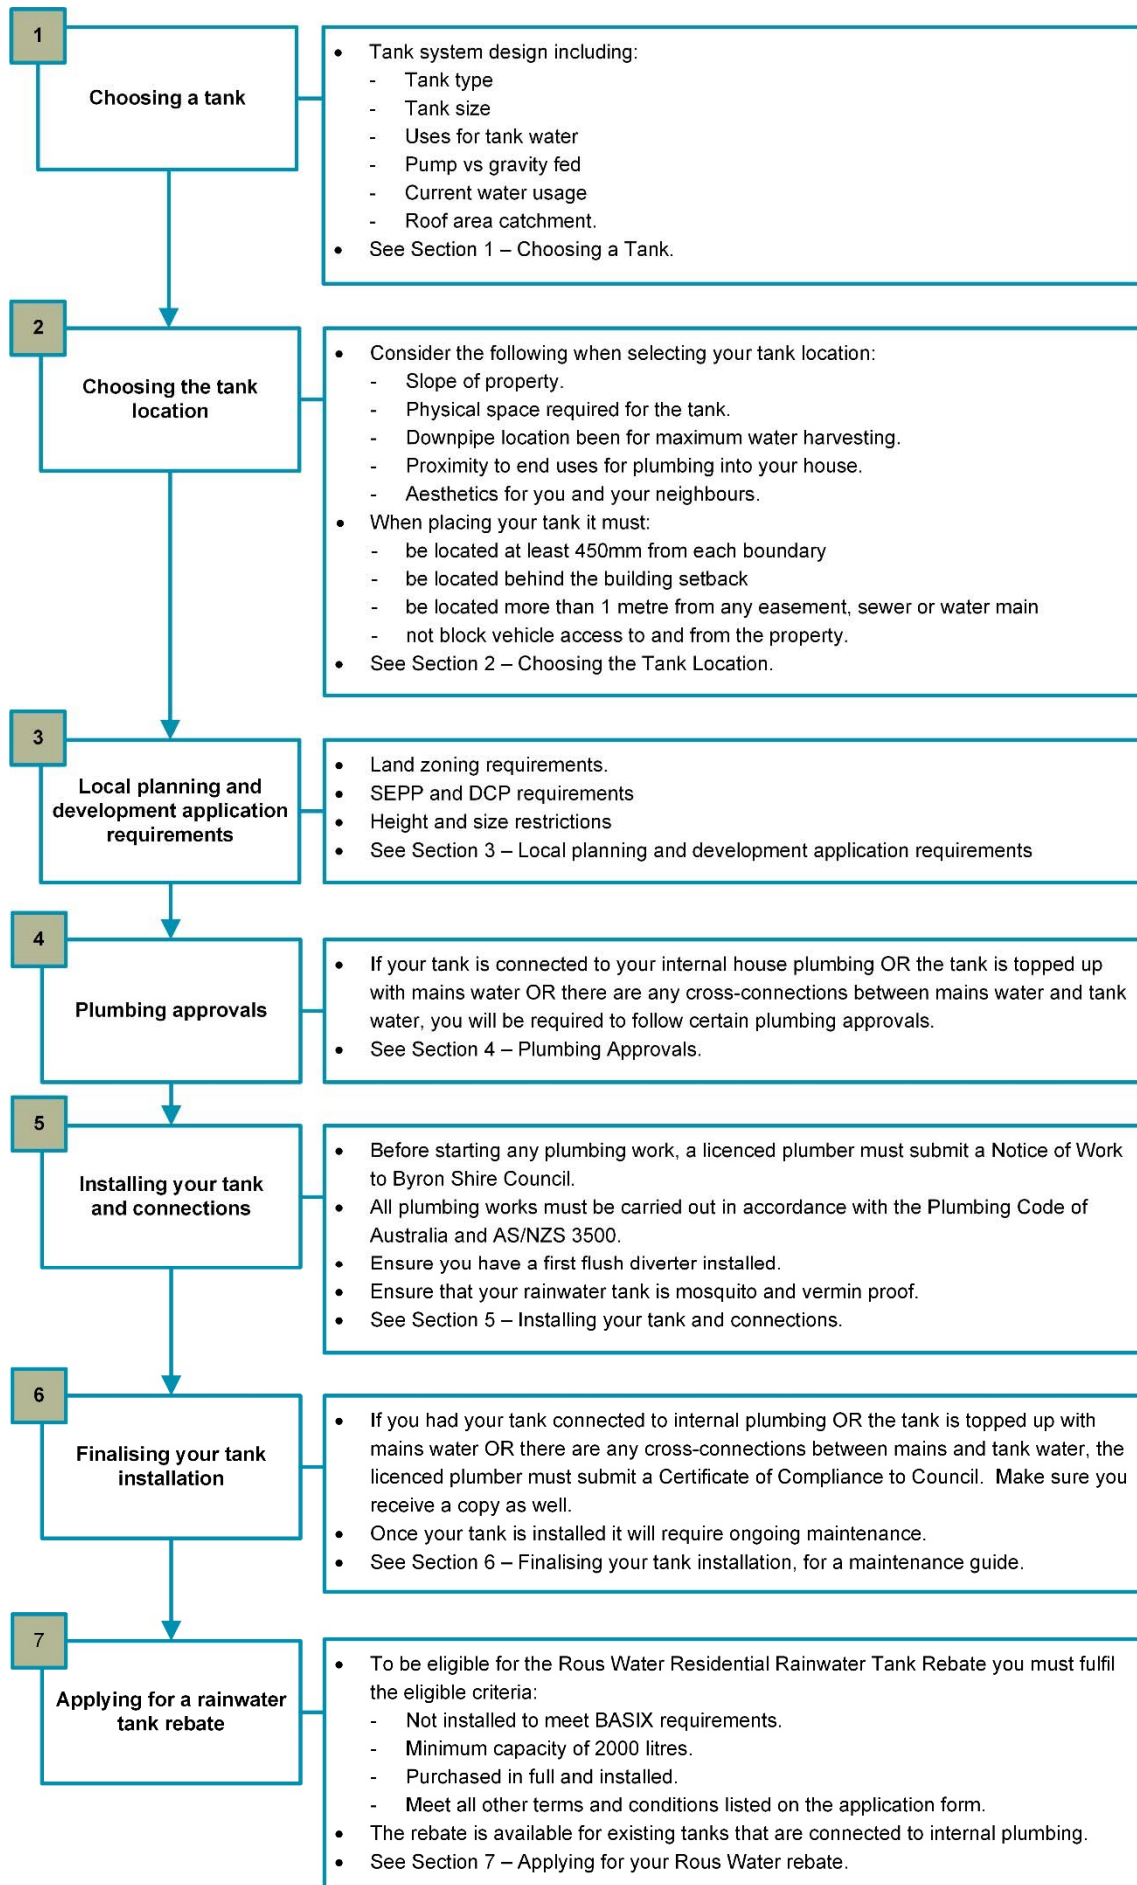 1
Choosing a tank
• Tank system design including:
- Tank type
- Tank size
- Uses for tank water
- Pump vs gravity fed
- Current water usage
- Roof area catchment.
• See Section 1 – Choosing a Tank.
2
Choosing the tank
location
• Consider the following when selecting your tank location:
- Slope of property.
- Physical space required for the tank.
- Downpipe location been for maximum water harvesting.
- Proximity to end uses for plumbing into your house.
- Aesthetics for you and your neighbours.
• When placing your tank it must:
- be located at least 450mm from each boundary
- be located behind the building setback
- be located more than 1 metre from any easement, sewer or water main
- not block vehicle access to and from the property.
• See Section 2 – Choosing the Tank Location.
3
Local planning and
development application
requirements
• Land zoning requirements.
• SEPP and DCP requirements
• Height and size restrictions
• See Section 3 – Local planning and development application requirements
4
Plumbing approvals
• If your tank is connected to your internal house plumbing OR the tank is topped up
with mains water OR there are any cross-connections between mains water and tank
water, you will be required to follow certain plumbing approvals.
• See Section 4 – Plumbing Approvals.
5
Installing your tank
and connections
• Before starting any plumbing work, a licenced plumber must submit a Notice of Work
to Byron Shire Council.
• All plumbing works must be carried out in accordance with the Plumbing Code of
Australia and AS/NZS 3500.
• Ensure you have a first flush diverter installed.
• Ensure that your rainwater tank is mosquito and vermin proof.
• See Section 5 – Installing your tank and connections.
6
Finalising your tank
installation
• If you had your tank connected to internal plumbing OR the tank is topped up with
mains water OR there are any cross-connections between mains and tank water, the
licenced plumber must submit a Certificate of Compliance to Council. Make sure you
receive a copy as well.
• Once your tank is installed it will require ongoing maintenance.
• See Section 6 – Finalising your tank installation, for a maintenance guide.
7
Applying for a rainwater
tank rebate
• To be eligible for the Rous Water Residential Rainwater Tank Rebate you must fulfil
the eligible criteria:
- Not installed to meet BASIX requirements.
- Minimum capacity of 2000 litres.
- Purchased in full and installed.
- Meet all other terms and conditions listed on the application form.
• The rebate is available for existing tanks that are connected to internal plumbing.
• See Section 7 – Applying for your Rous Water rebate.